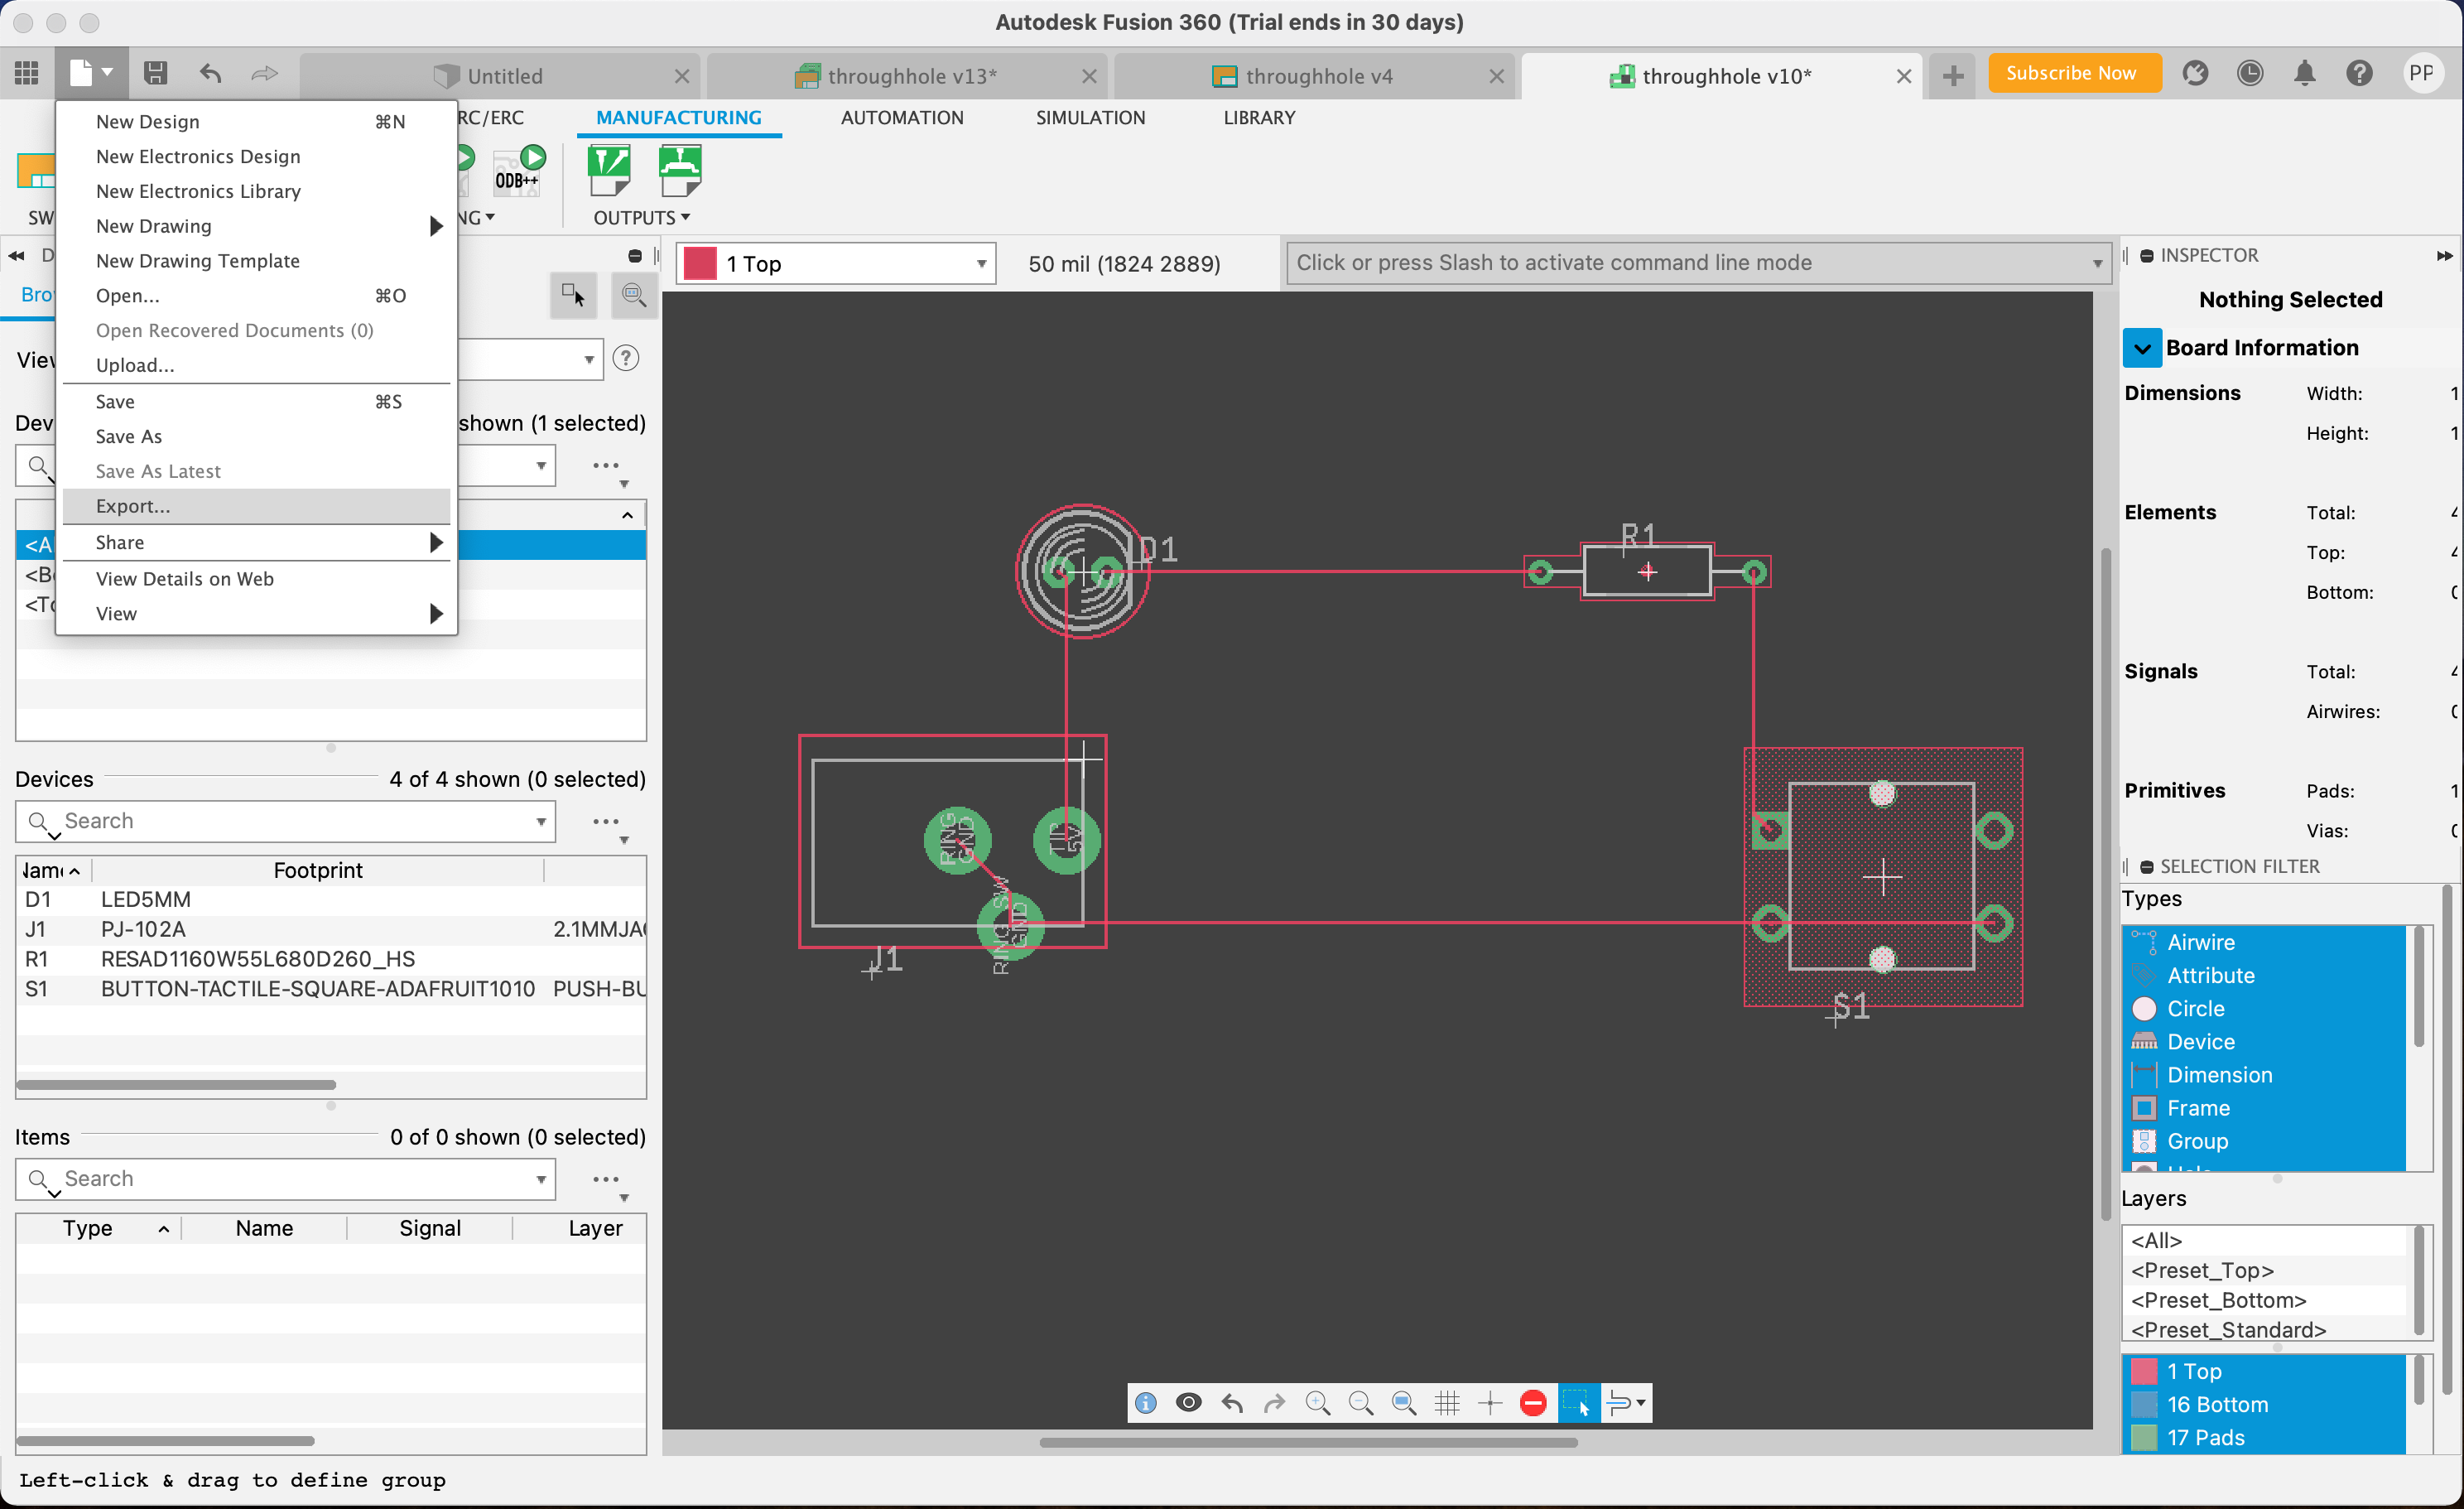 Autodesk Fusion 360 (Trial ends in 30 days)
Untitled
throughhole v13*
throughhole v4
throughhole v10*
Subscribe Now
PP
RC/ERC
MANUFACTURING
AUTOMATION
SIMULATION
LIBRARY
ODB++
SW
NG
OUTPUTS
New Design ⌘N
New Electronics Design
New Electronics Library
New Drawing
New Drawing Template
Open... ⌘O
Open Recovered Documents (0)
Upload...
Save ⌘S
Save As
Save As Latest
Export...
Share
View Details on Web
View
D
Bro
View
Dev
shown (1 selected)
<A
<B
<To
Devices
4 of 4 shown (0 selected)
Search
Name
Footprint
D1 LED5MM
J1 PJ-102A 2.1MMJA
R1 RESAD1160W55L680D260_HS
S1 BUTTON-TACTILE-SQUARE-ADAFRUIT1010 PUSH-BU
Items
0 of 0 shown (0 selected)
Search
Type Name Signal Layer
Left-click & drag to define group
1 Top
50 mil (1824 2889)
Click or press Slash to activate command line mode
D1
R1
RING
GND
TIP
5V
RING_SW
GND
J1
S1
INSPECTOR
Nothing Selected
Board Information
Dimensions Width: 1
Height: 1
Elements Total: 4
Top: 4
Bottom: 0
Signals Total: 4
Airwires: 0
Primitives Pads: 1
Vias: 0
SELECTION FILTER
Types
Airwire
Attribute
Circle
Device
Dimension
Frame
Group
Hole
Layers
<All>
<Preset_Top>
<Preset_Bottom>
<Preset_Standard>
1 Top
16 Bottom
17 Pads